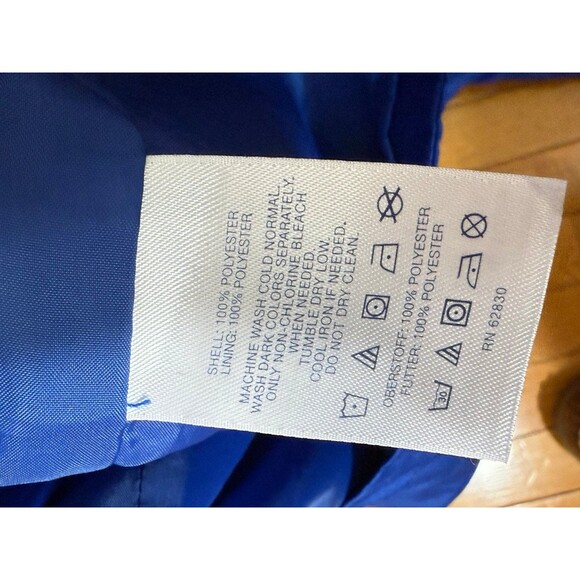 SHELL: 100% POLYESTER
LINING: 100% POLYESTER
MACHINE WASH COLD NORMAL.
WASH DARK COLORS SEPARATELY.
ONLY NON-CHLORINE BLEACH
WHEN NEEDED
TUMBLE DRY LOW.
COOL IRON IF NEEDED.
DO NOT DRY CLEAN.
OBERSTOFF: 100% POLYESTER
FUTTER: 100% POLYESTER
30
RN 62830